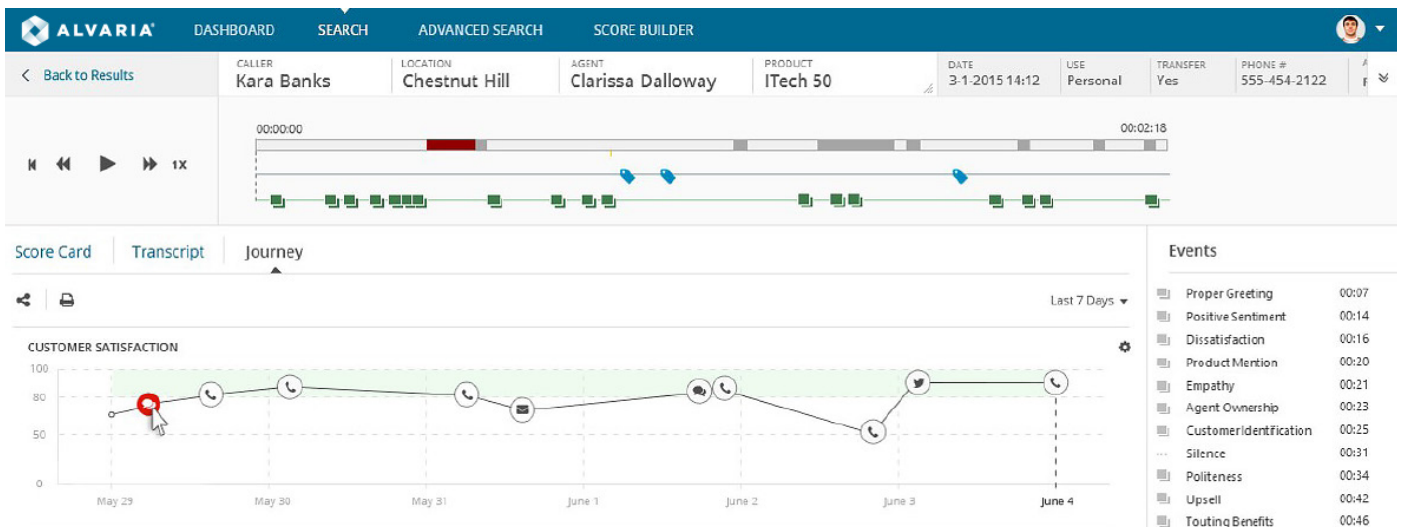 ALVARIA DASHBOARD SEARCH ADVANCED SEARCH SCORE BUILDER
Back to Results
CALLER LOCATION AGENT PRODUCT DATE USE TRANSFER PHONE #
Kara Banks Chestnut Hill Clarissa Dalloway ITech 50 3-1-2015 14:12 Personal Yes 555-454-2122
00:00:00 00:02:18
1X
Score Card Transcript Journey
Last 7 Days
CUSTOMER SATISFACTION
100
80
50
0
May 29 May 30 May 31 June 1 June 2 June 3 June 4
Events
Proper Greeting 00:07
Positive Sentiment 00:14
Dissatisfaction 00:16
Product Mention 00:20
Empathy 00:21
Agent Ownership 00:23
CustomerIdentification 00:25
Silence 00:31
Politeness 00:34
Upsell 00:42
Touting Benefits 00:46